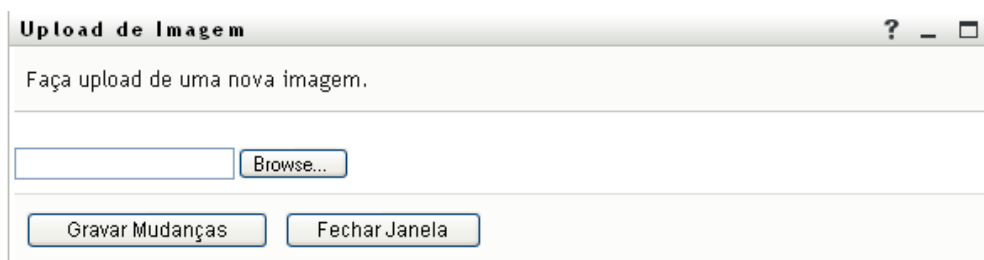 Upload de Imagem ?
Faça upload de uma nova imagem.
Browse...
Gravar Mudanças Fechar Janela